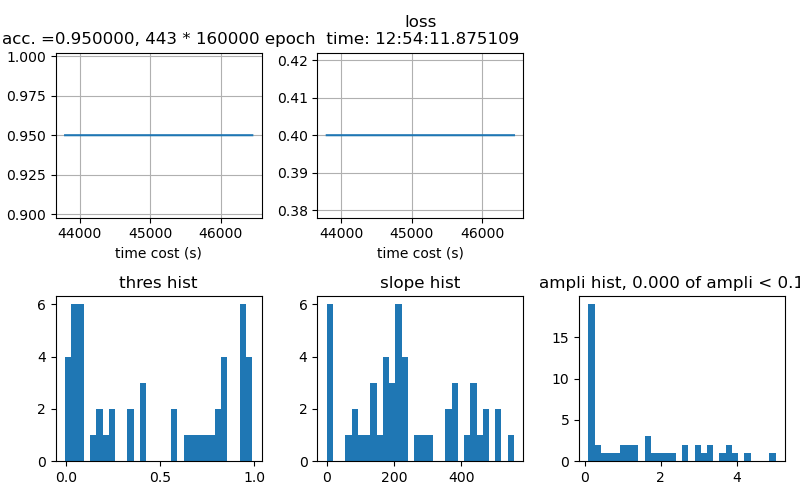 acc. =0.950000, 443 * 160000 epoch
loss
time: 12:54:11.875109
1.000
0.975
0.950
0.925
0.900
44000 45000 46000
time cost (s)
0.42
0.41
0.40
0.39
0.38
44000 45000 46000
time cost (s)
thres hist
6
4
2
0
0.0 0.5 1.0
slope hist
6
4
2
0
0 200 400
ampli hist, 0.000 of ampli < 0.1
15
10
5
0
0 2 4